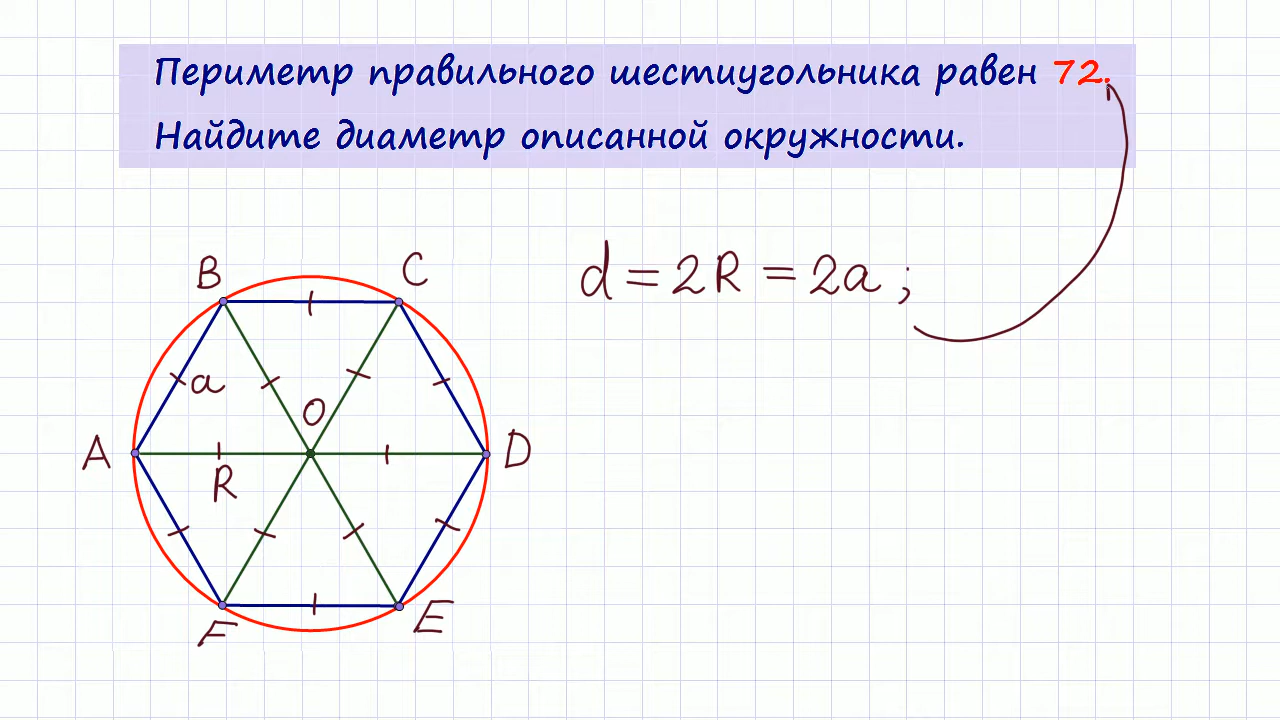 Периметр правильного шестиугольника равен 72.
Найдите диаметр описанной окружности.
d = 2R = 2a ;
B
C
a
O
A
D
R
F
E